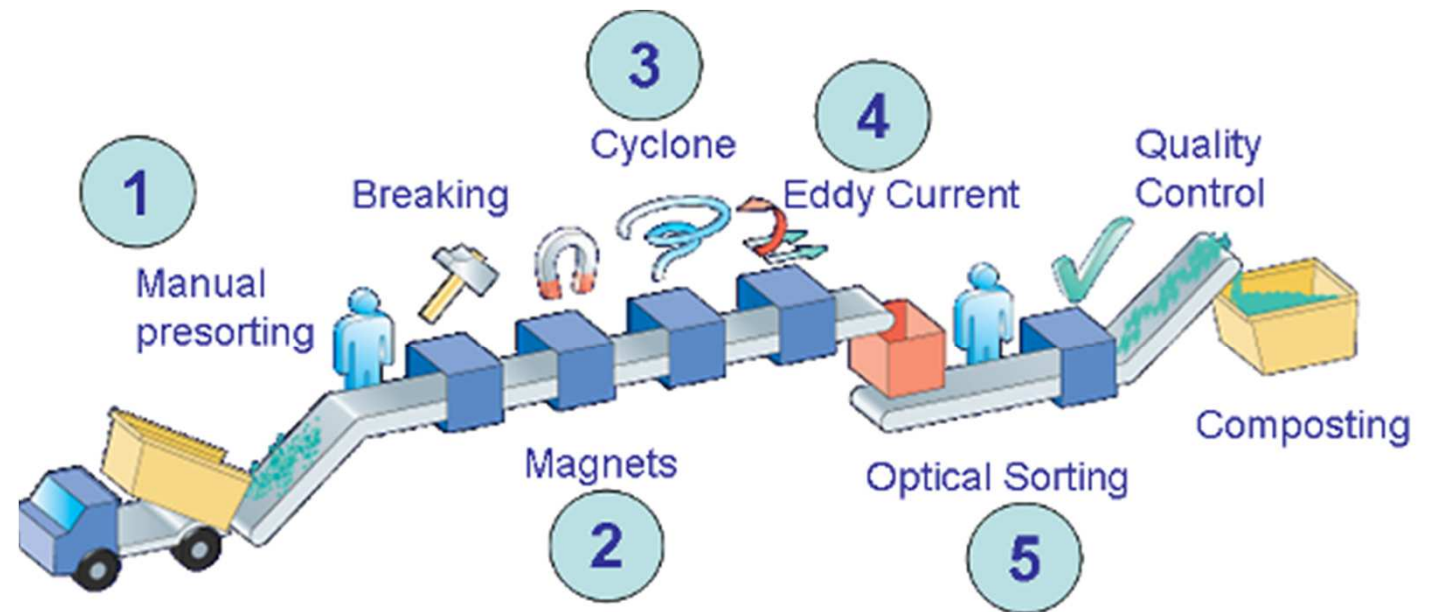 3
Cyclone
4
Eddy Current
Quality
Control
1
Breaking
Manual
presorting
Magnets
2
Optical Sorting
5
Composting